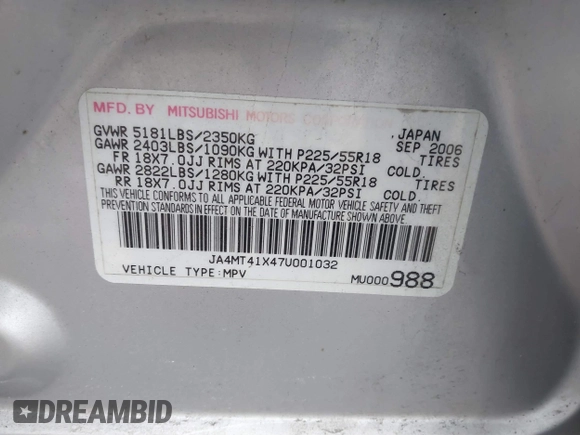 MFD. BY MITSUBISHI MOTORS
JAPAN
GVWR 5181LBS/2350KG SEP 2006
GAWR 2403LBS/1090KG WITH P225/55R18 TIRES
FR 18X7.0JJ RIMS AT 220KPA/32PSI COLD.
GAWR 2822LBS/1280KG WITH P225/55R18 TIRES
RR 18X7.0JJ RIMS AT 220KPA/32PSI COLD.
THIS VEHICLE CONFORMS TO ALL APPLICABLE FEDERAL MOTOR VEHICLE SAFETY AND THEFT
PREVENTION STANDARDS IN EFFECT ON THE DATE OF MANUFACTURE SHOWN ABOVE.
JA4MT41X47U001032
VEHICLE TYPE:MPV MU000988
DREAMBID